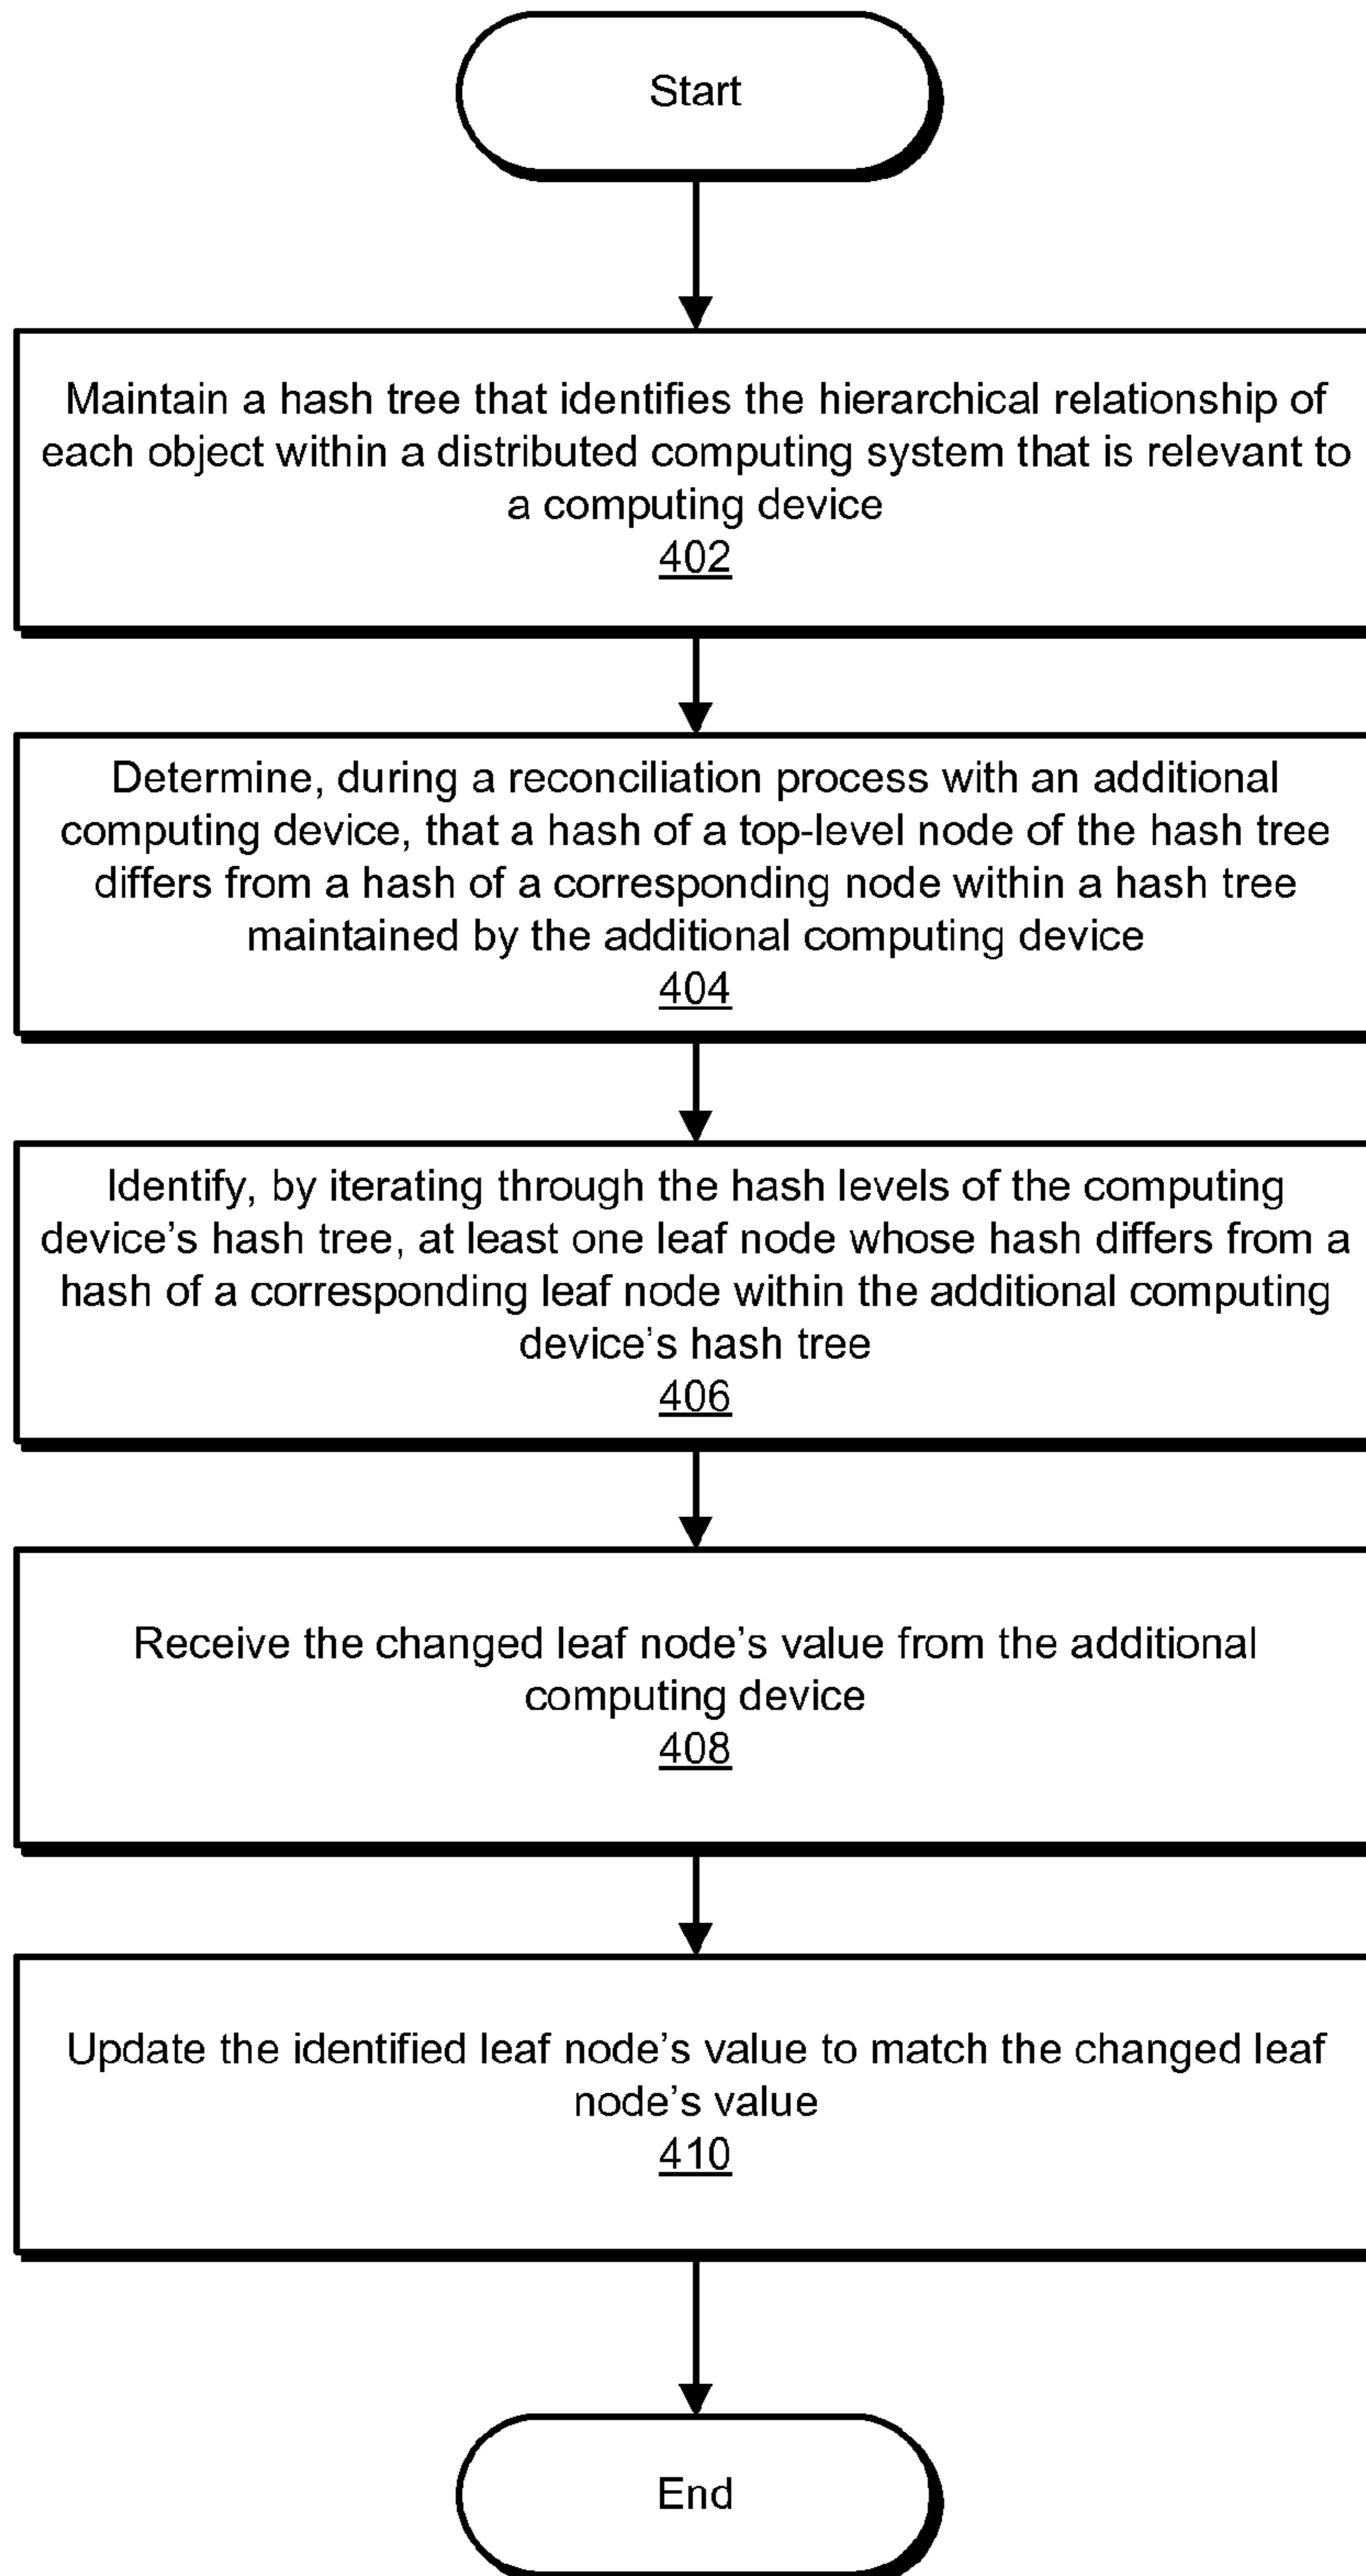 Start
Maintain a hash tree that identifies the hierarchical relationship of
each object within a distributed computing system that is relevant to
a computing device
402
Determine, during a reconciliation process with an additional
computing device, that a hash of a top-level node of the hash tree
differs from a hash of a corresponding node within a hash tree
maintained by the additional computing device
404
Identify, by iterating through the hash levels of the computing
device’s hash tree, at least one leaf node whose hash differs from a
hash of a corresponding leaf node within the additional computing
device’s hash tree
406
Receive the changed leaf node’s value from the additional
computing device
408
Update the identified leaf node’s value to match the changed leaf
node’s value
410
End